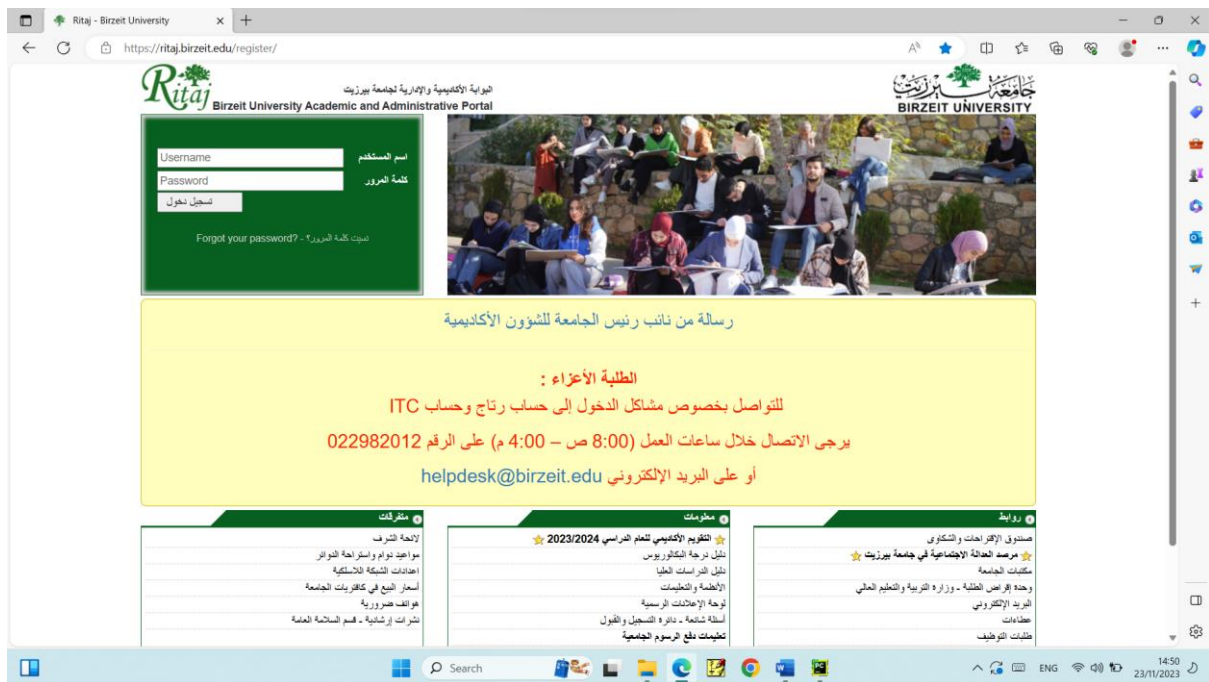 Ritaj - Birzeit University
https://ritaj.birzeit.edu/register/
Ritaj
البوابة الأكاديمية والإدارية لجامعة بيرزيت
Birzeit University Academic and Administrative Portal
جامعة بيرزيت
BIRZEIT UNIVERSITY
Username اسم المستخدم
Password كلمة المرور
تسجيل دخول
نسيت كلمة المرور؟ - Forgot your password?
رسالة من نائب رئيس الجامعة للشؤون الأكاديمية
الطلبة الأعزاء :
للتواصل بخصوص مشاكل الدخول إلى حساب رتاج وحساب ITC
يرجى الاتصال خلال ساعات العمل (8:00 ص – 4:00 م) على الرقم 022982012
أو على البريد الإلكتروني helpdesk@birzeit.edu
روابط
صندوق الإقتراحات والشكاوى
مرصد العدالة الاجتماعية في جامعة بيرزيت
مكتبات الجامعة
وحدة إقراض الطلبة - وزارة التربية والتعليم العالي
البريد الإلكتروني
عطاءات
طلبات التوظيف
معلومات
التقويم الأكاديمي للعام الدراسي 2023/2024
دليل درجة البكالوريوس
دليل الدراسات العليا
الأنظمة والتعليمات
لوحة الإعلانات الرسمية
أسئلة شائعة - دائرة التسجيل والقبول
تعليمات دفع الرسوم الجامعية
متفرقات
لائحة الشرف
مواعيد دوام واستراحة الدوائر
اعدادات الشبكة اللاسلكية
أسعار البيع في كافتريات الجامعة
هواتف ضرورية
نشرات إرشادية - قسم السلامة العامة
Search
ENG
14:50
23/11/2023